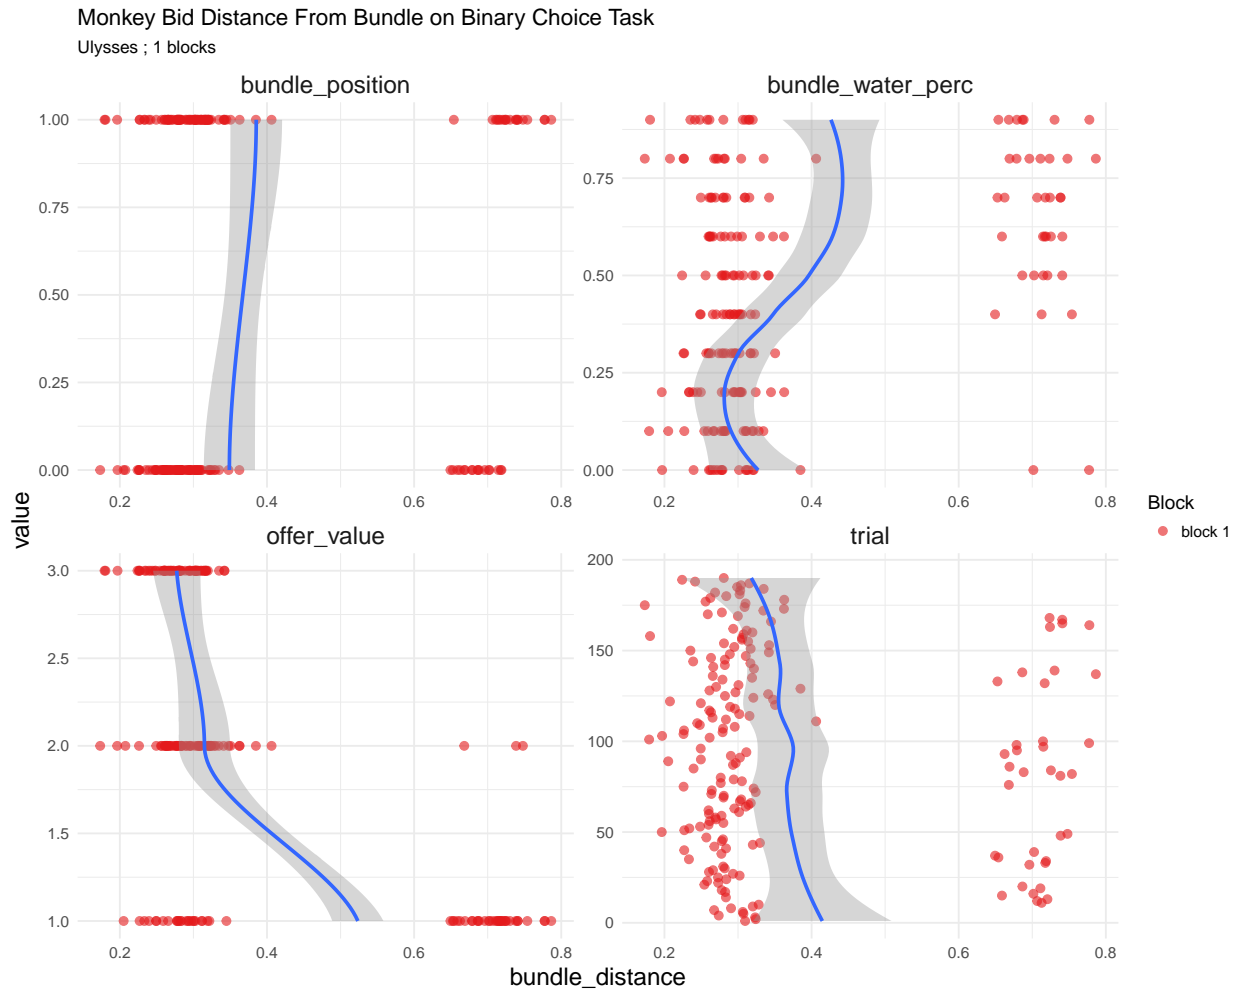 Monkey Bid Distance From Bundle on Binary Choice Task
Ulysses ; 1 blocks
bundle_position
bundle_water_perc
1.00
0.75
0.50
0.25
0.00
0.2 0.4 0.6 0.8
0.75
0.50
0.25
0.00
0.2 0.4 0.6 0.8
value
offer_value
trial
3.0
2.5
2.0
1.5
1.0
0.2 0.4 0.6 0.8
200
150
100
50
0
0.2 0.4 0.6 0.8
bundle_distance
Block
block 1